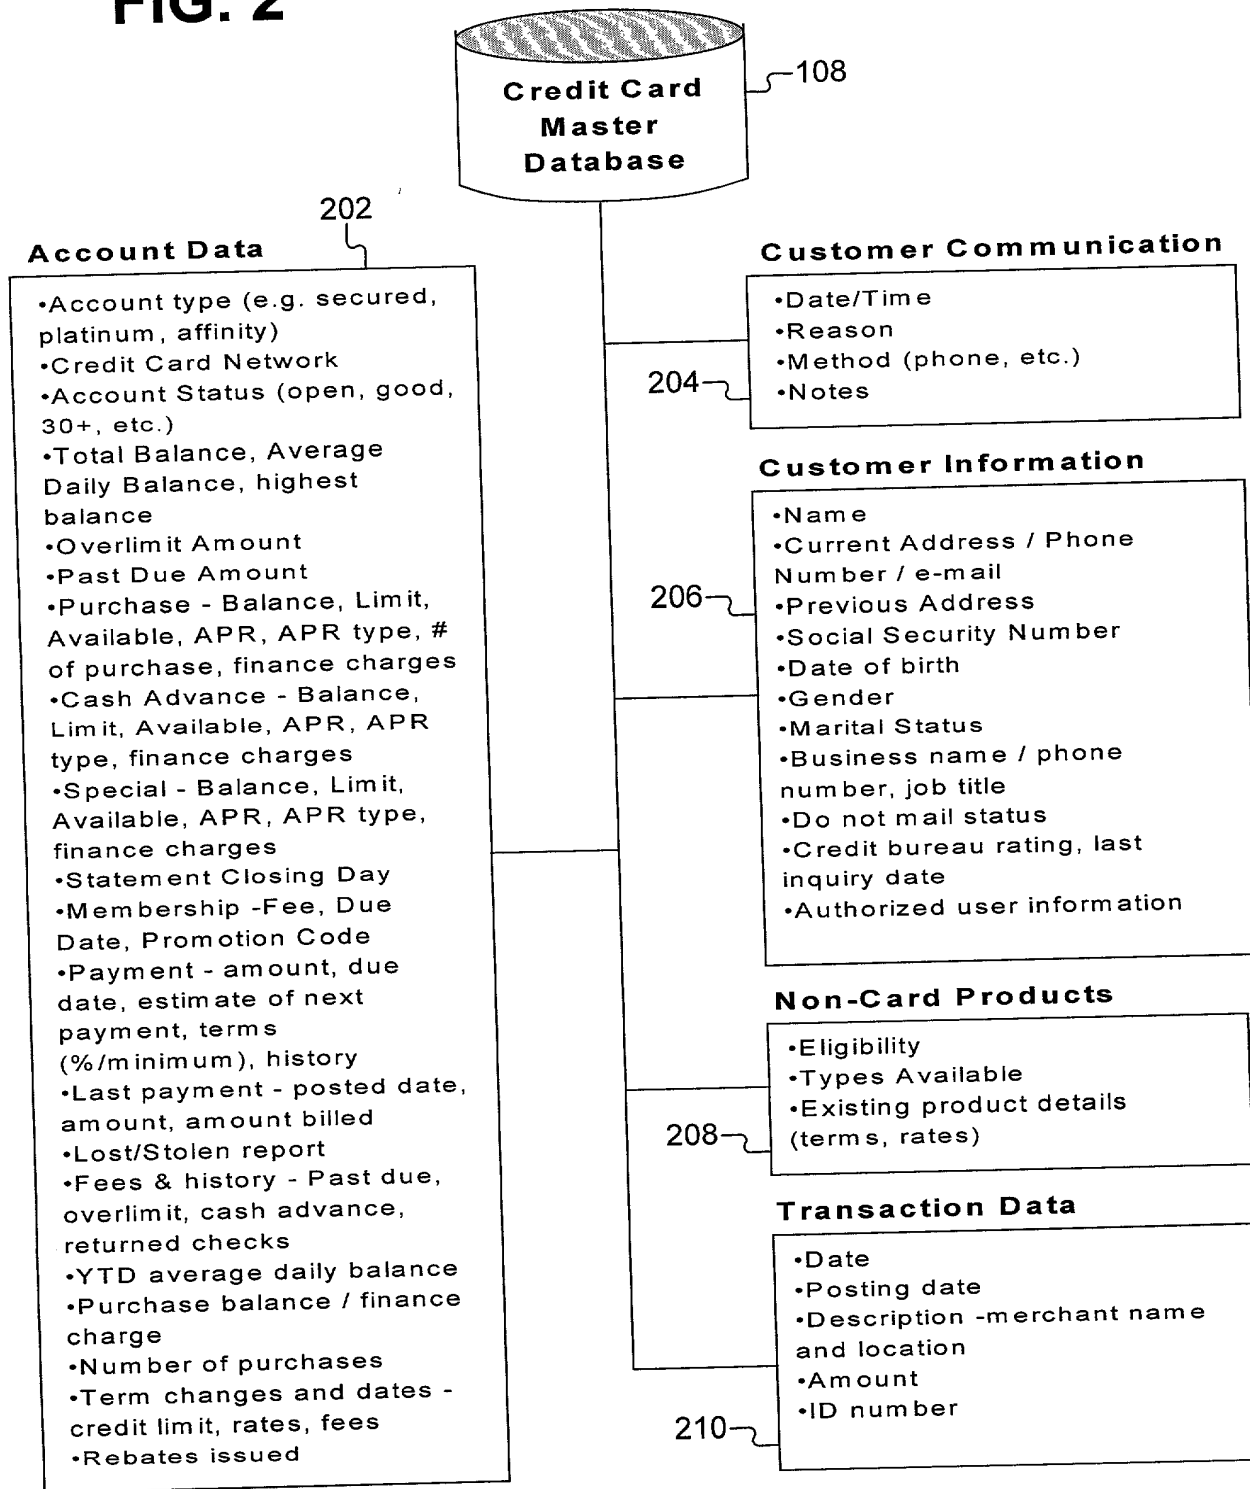 FIG. 2
Credit Card
Master
Database
108
202
Account Data
•Account type (e.g. secured,
platinum, affinity)
•Credit Card Network
•Account Status (open, good,
30+, etc.)
•Total Balance, Average
Daily Balance, highest
balance
•Overlimit Amount
•Past Due Amount
•Purchase - Balance, Limit,
Available, APR, APR type, #
of purchase, finance charges
•Cash Advance - Balance,
Limit, Available, APR, APR
type, finance charges
•Special - Balance, Limit,
Available, APR, APR type,
finance charges
•Statement Closing Day
•Membership -Fee, Due
Date, Promotion Code
•Payment - amount, due
date, estimate of next
payment, terms
(%/minimum), history
•Last payment - posted date,
amount, amount billed
•Lost/Stolen report
•Fees & history - Past due,
overlimit, cash advance,
returned checks
•YTD average daily balance
•Purchase balance / finance
charge
•Number of purchases
•Term changes and dates -
credit limit, rates, fees
•Rebates issued
Customer Communication
•Date/Time
•Reason
•Method (phone, etc.)
•Notes
204
Customer Information
•Name
•Current Address / Phone
Number / e-mail
•Previous Address
•Social Security Number
•Date of birth
•Gender
•Marital Status
•Business name / phone
number, job title
•Do not mail status
•Credit bureau rating, last
inquiry date
•Authorized user information
206
Non-Card Products
•Eligibility
•Types Available
•Existing product details
(terms, rates)
208
Transaction Data
•Date
•Posting date
•Description -merchant name
and location
•Amount
•ID number
210